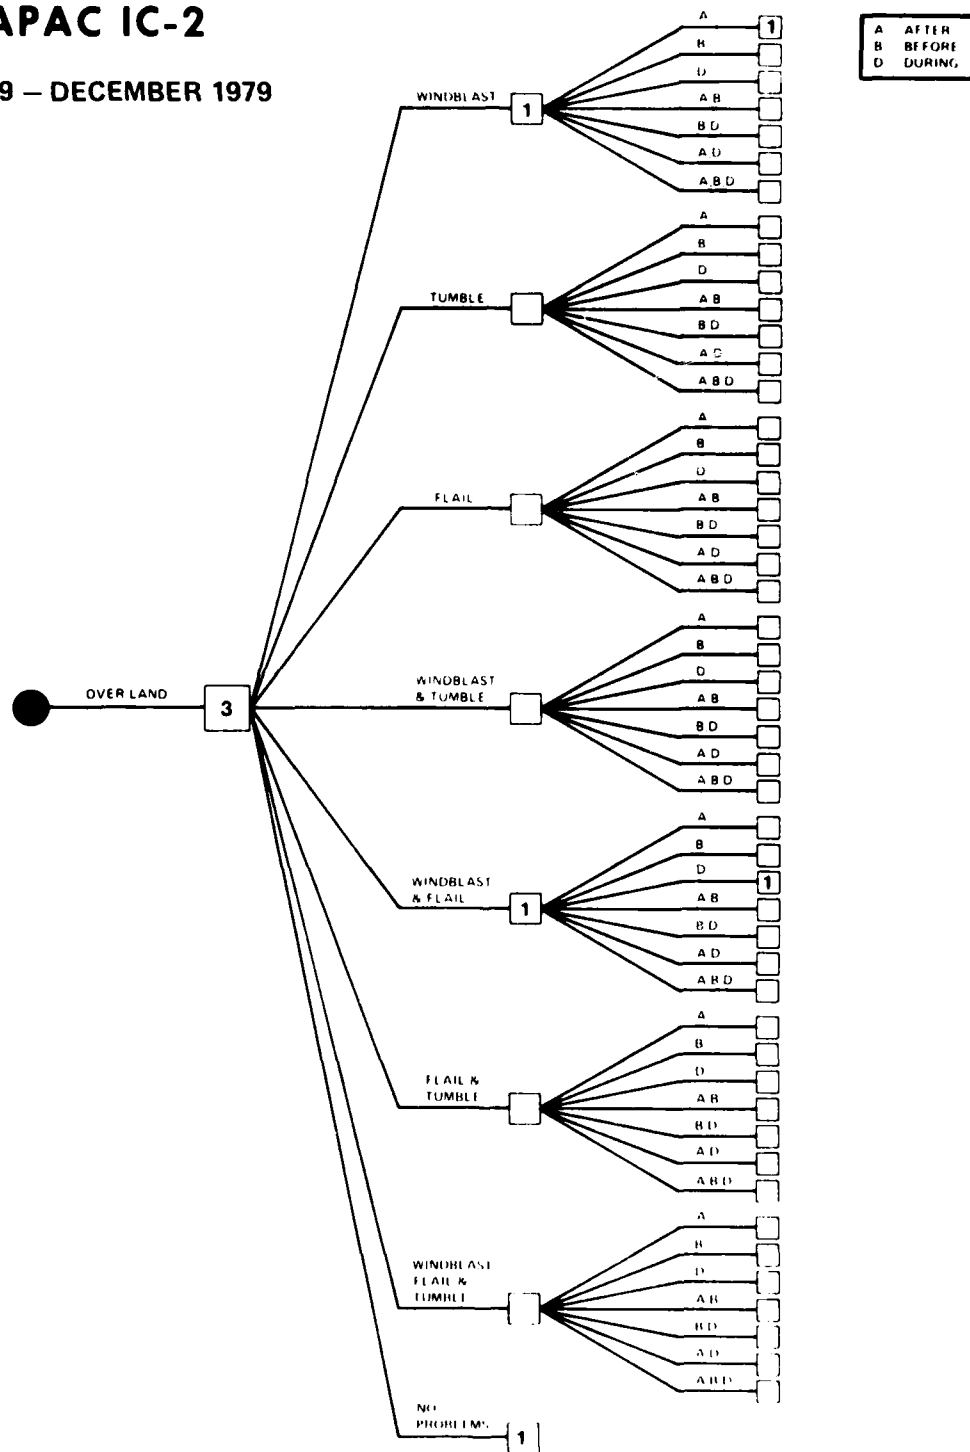 APAC IC-2
9 – DECEMBER 1979
A AFTER
B BEFORE
D DURING
OVER LAND
3
WINDBLAST
1
A
1
B
D
A B
B D
A D
A B D
TUMBLE
A
B
D
A B
B D
A D
A B D
FLAIL
A
B
D
A B
B D
A D
A B D
WINDBLAST
& TUMBLE
A
B
D
A B
B D
A D
A B D
WINDBLAST
& FLAIL
1
A
B
D
1
A B
B D
A D
A B D
FLAIL &
TUMBLE
A
B
D
A B
B D
A D
A B D
WINDBLAST
FLAIL &
TUMBLE
A
B
D
A B
B D
A D
A B D
NO
PROBLEMS
1